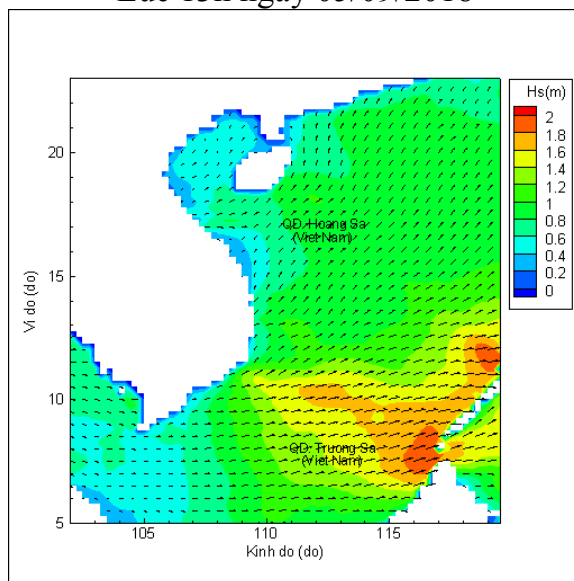 Hs(m)
2
1.8
1.6
1.4
1.2
1
0.8
0.6
0.4
0.2
0
20
15
10
5
Vi do (do)
QD. Hoang Sa
(Viet Nam)
QD. Truong Sa
(Viet Nam)
105
110
115
Kinh do (do)